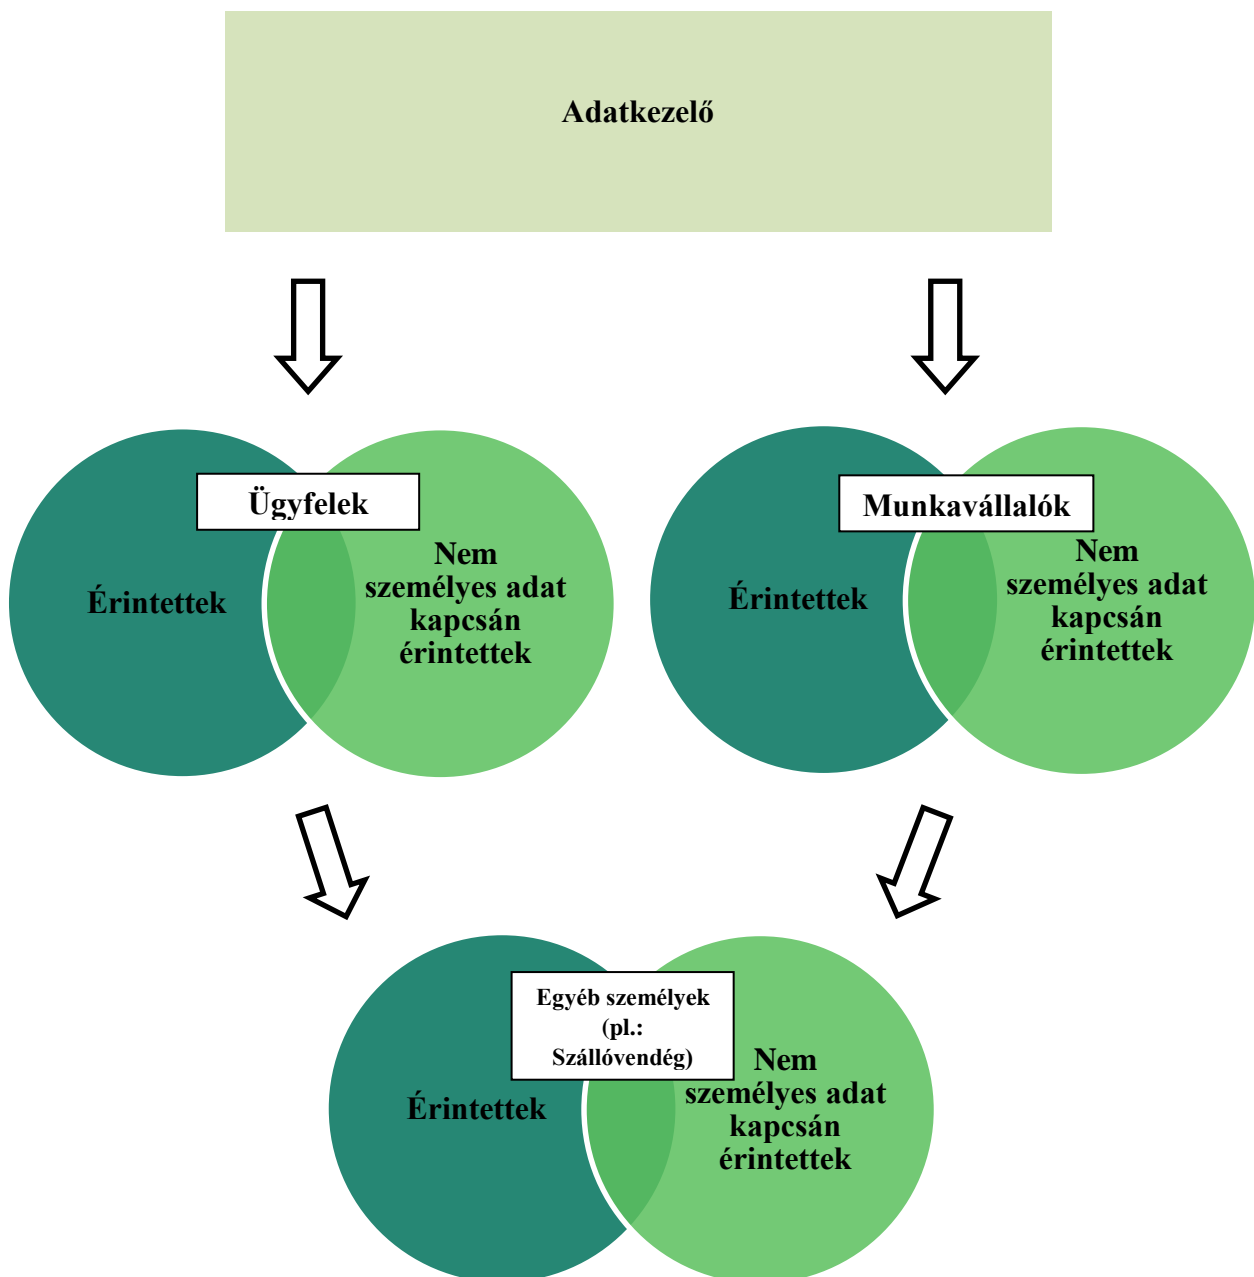 Adatkezelő
Ügyfelek
Érintettek
Nem
személyes adat
kapcsán
érintettek
Munkavállalók
Érintettek
Nem
személyes adat
kapcsán
érintettek
Egyéb személyek
(pl.:
Szállóvendég)
Érintettek
Nem
személyes adat
kapcsán
érintettek